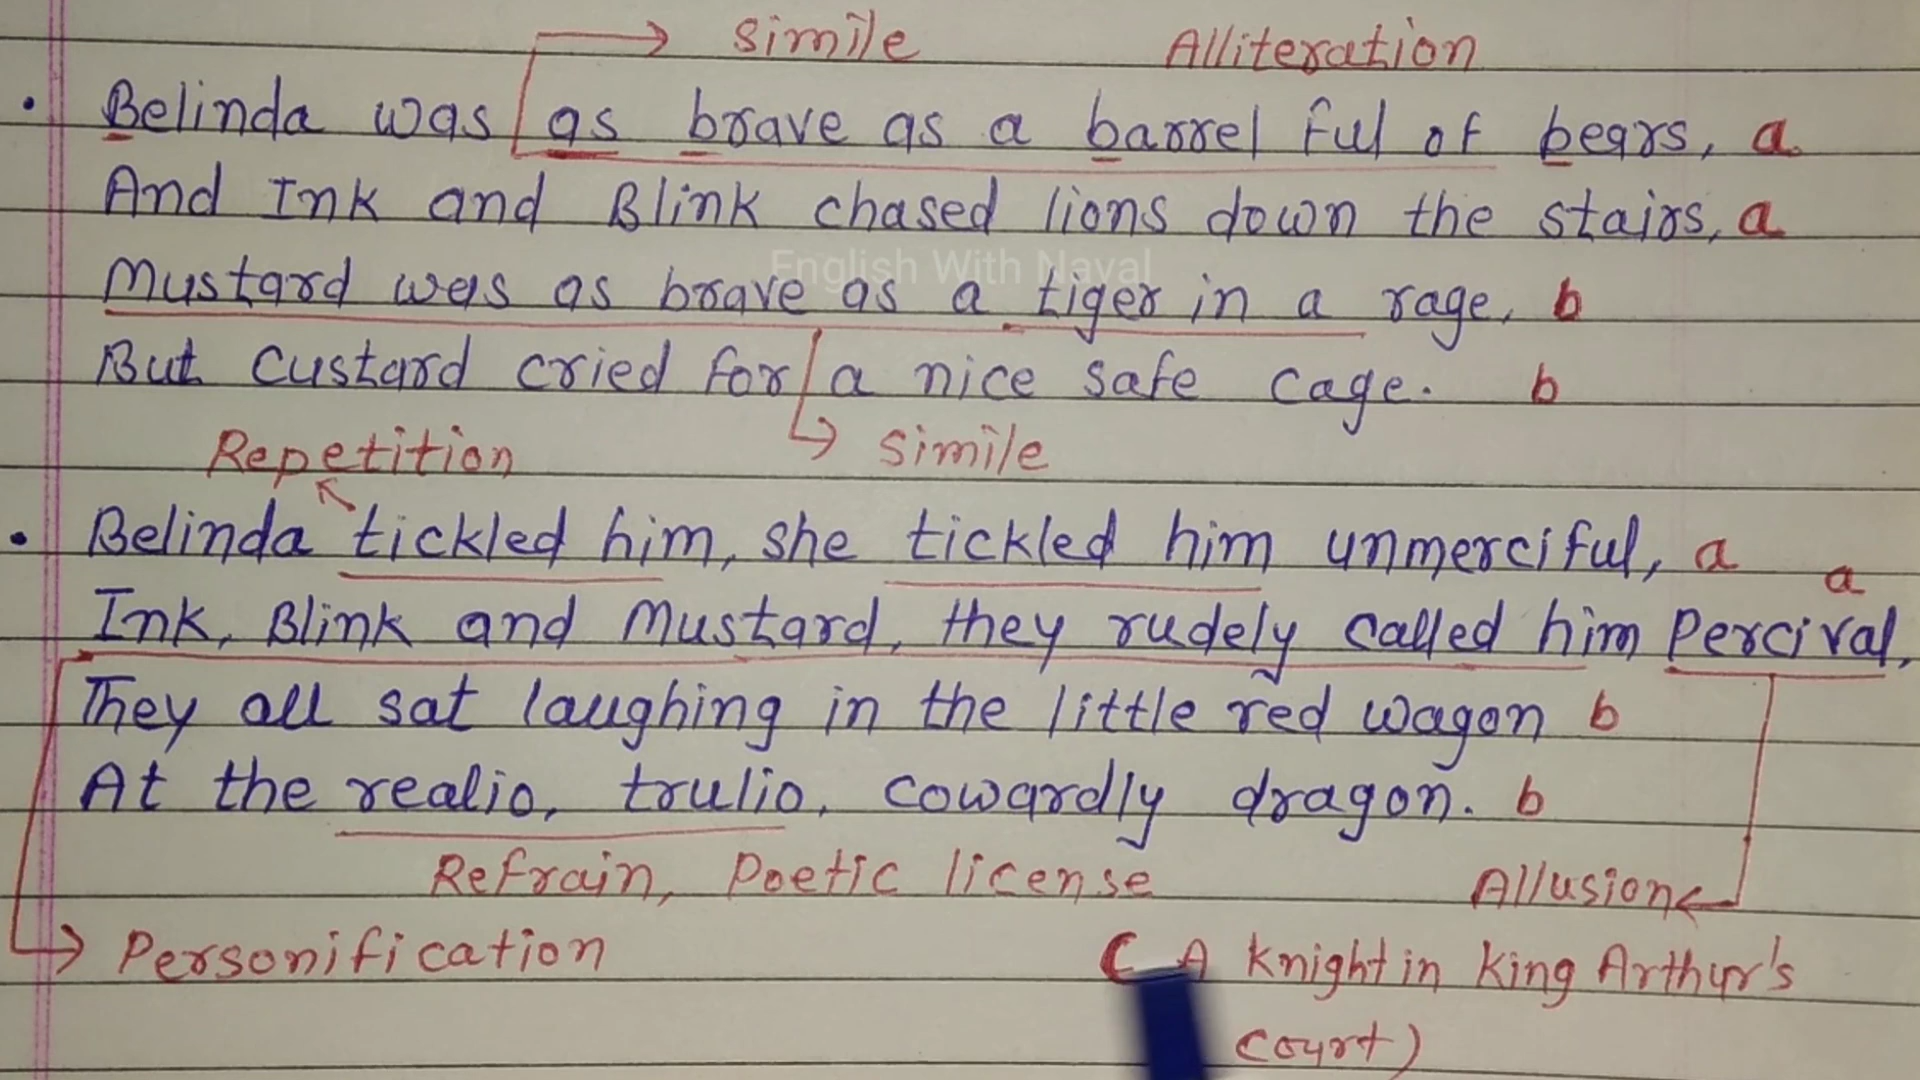 Simile Alliteration
• Belinda was as brave as a barrel ful of bears, a
And Ink and Blink chased lions down the stairs, a
English With Naval
Mustard was as brave as a tiger in a rage, b
But Custard cried for a nice safe cage. b
Repetition Simile
• Belinda tickled him, she tickled him unmerciful, a
a
Ink, Blink and Mustard, they rudely called him Percival,
They all sat laughing in the little red wagon b
At the realio, trulio, cowardly dragon. b
Refrain, Poetic license Allusion
Personification ( A Knight in King Arthur's
court)